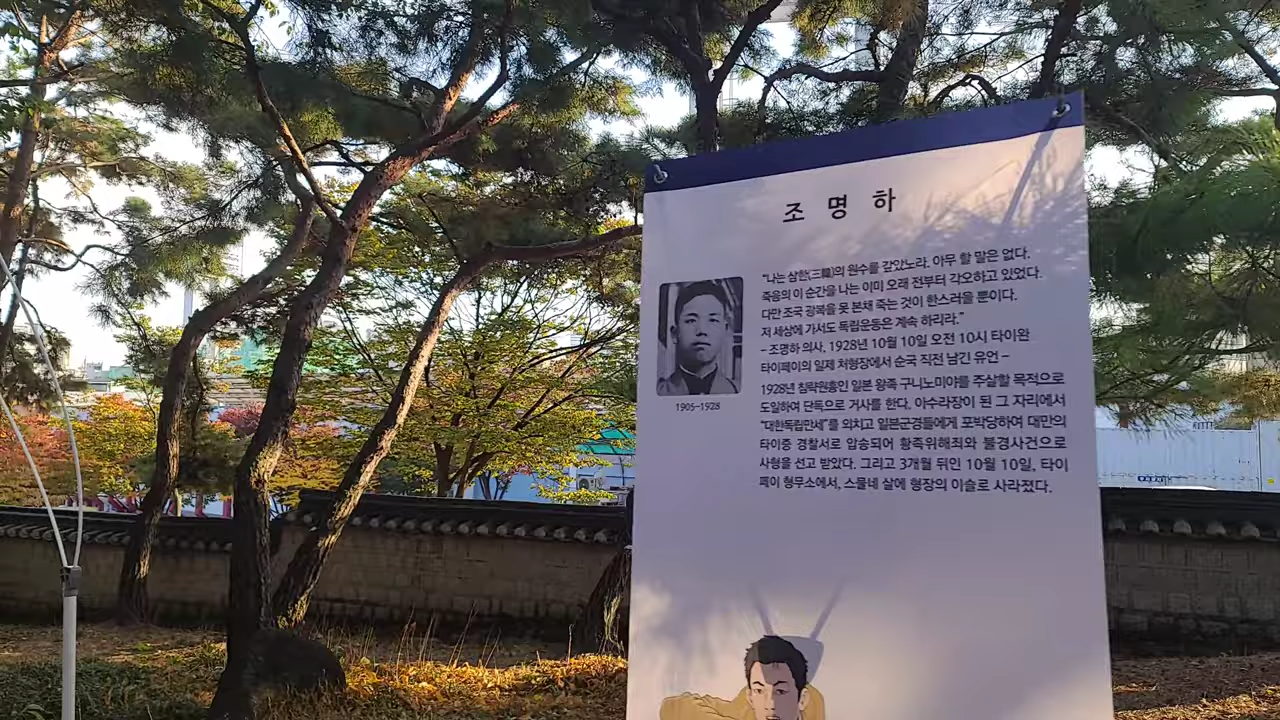 조 명 하
"나는 삼한(三韓)의 원수를 갚았노라. 아무 할 말은 없다.
죽음의 이 순간을 나는 이미 오래 전부터 각오하고 있었다.
다만 조국 광복을 못 본채 죽는 것이 한스러울 뿐이다.
저 세상에 가서도 독립운동은 계속 하리라."
- 조명하 의사, 1928년 10월 10일 오전 10시 타이완
타이페이의 일제 처형장에서 순국 직전 남긴 유언 -
1905-1928
1928년 침략원흉인 일본 왕족 구니노미야를 주살할 목적으로
도일하여 단독으로 거사를 한다. 아수라장이 된 그 자리에서
"대한독립만세"를 외치고 일본군경들에게 포박당하여 대만의
타이중 경찰서로 압송되어 황족위해죄와 불경사건으로
사형을 선고 받았다. 그리고 3개월 뒤인 10월 10일, 타이
페이 형무소에서, 스물네 살에 형장의 이슬로 사라졌다.